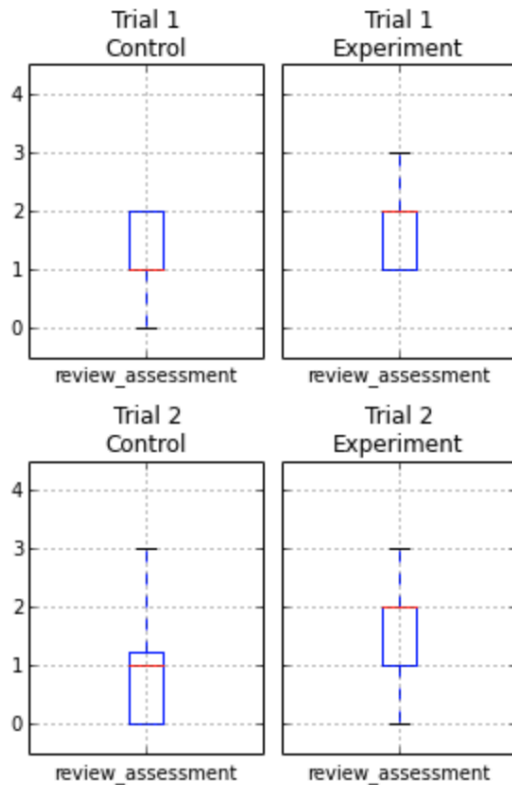 Trial 1
Control
Trial 1
Experiment
4
3
2
1
0
review_assessment
review_assessment
Trial 2
Control
Trial 2
Experiment
4
3
2
1
0
review_assessment
review_assessment